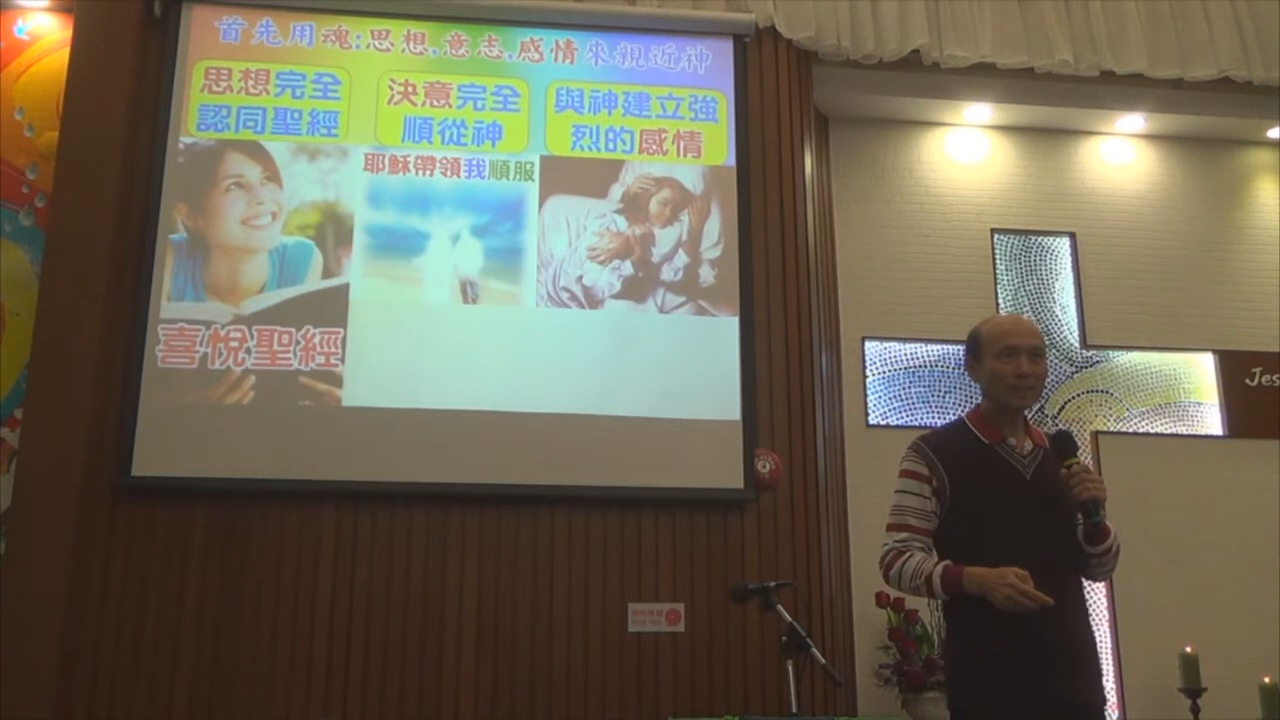 首先用魂:思想.意志.感情來親近神
思想完全
認同聖經
決意完全
順從神
與神建立強
烈的感情
耶穌帶領我順服
喜悅聖經
Jes